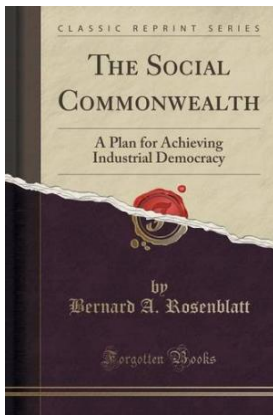 CLASSIC REPRINT SERIES
THE SOCIAL
COMMONWEALTH
A Plan for Achieving
Industrial Democracy
by
Bernard A. Rosenblatt
Forgotten Books